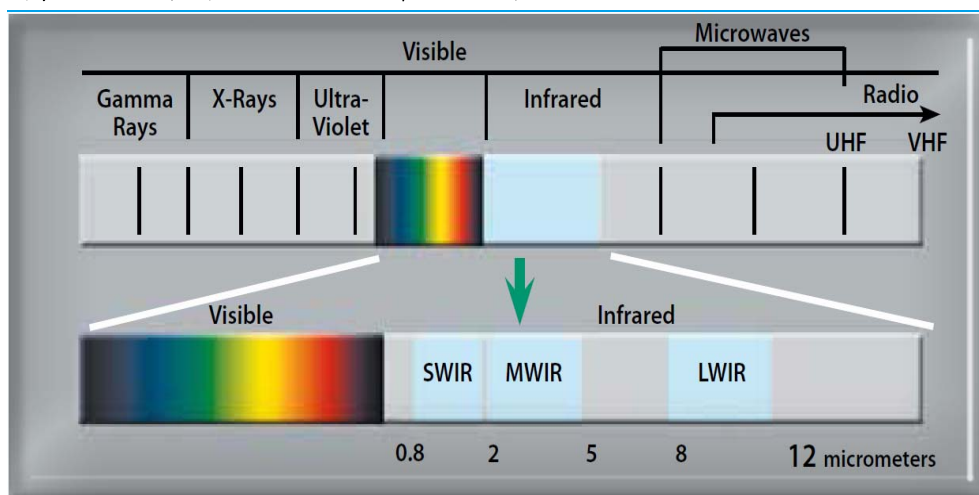 Visible
Microwaves
Gamma
Rays
X-Rays
Ultra-
Violet
Infrared
Radio
UHF
VHF
Visible
Infrared
SWIR
MWIR
LWIR
0.8 2 5 8 12 micrometers